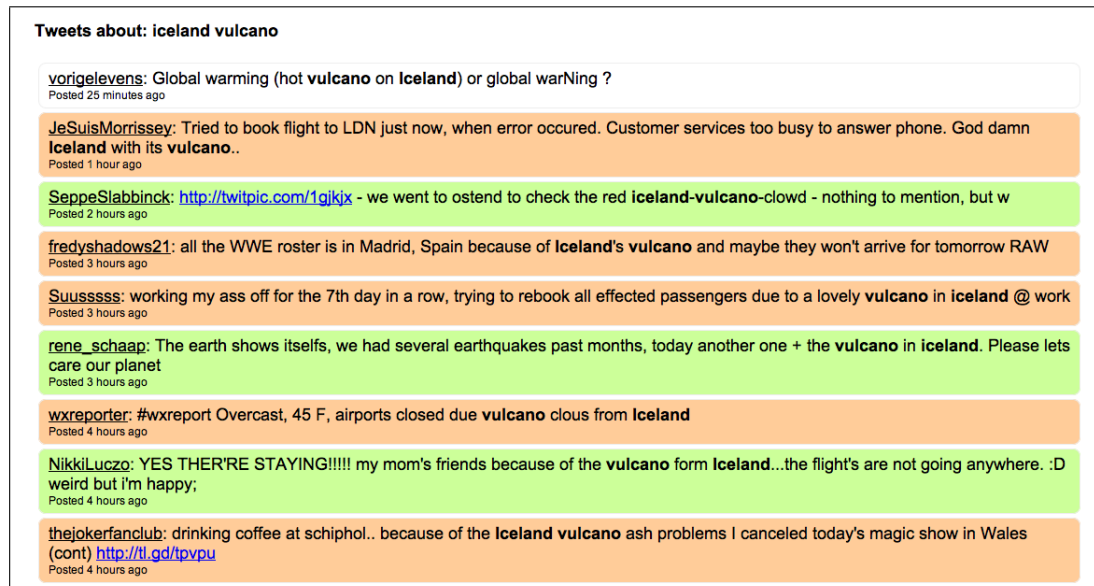 Tweets about: iceland vulcano
vorigelevens: Global warming (hot vulcano on Iceland) or global warNing ?
Posted 25 minutes ago
JeSuisMorrissey: Tried to book flight to LDN just now, when error occured. Customer services too busy to answer phone. God damn
Iceland with its vulcano..
Posted 1 hour ago
SeppeSlabbinck: http://twitpic.com/1gjkjx - we went to ostend to check the red iceland-vulcano-clowd - nothing to mention, but w
Posted 2 hours ago
fredyshadows21: all the WWE roster is in Madrid, Spain because of Iceland's vulcano and maybe they won't arrive for tomorrow RAW
Posted 3 hours ago
Suusssss: working my ass off for the 7th day in a row, trying to rebook all effected passengers due to a lovely vulcano in iceland @ work
Posted 3 hours ago
rene_schaap: The earth shows itselfs, we had several earthquakes past months, today another one + the vulcano in iceland. Please lets
care our planet
Posted 3 hours ago
wxreporter: #wxreport Overcast, 45 F, airports closed due vulcano clous from Iceland
Posted 4 hours ago
NikkiLuczo: YES THER'RE STAYING!!!!! my mom's friends because of the vulcano form Iceland...the flight's are not going anywhere. :D
weird but i'm happy;
Posted 4 hours ago
thejokerfanclub: drinking coffee at schiphol.. because of the Iceland vulcano ash problems I canceled today's magic show in Wales
(cont) http://tl.gd/tpvpu
Posted 4 hours ago